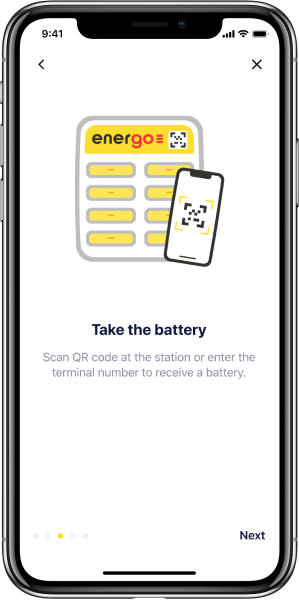 9:41
energo
Take the battery
Scan QR code at the station or enter the
terminal number to receive a battery.
Next